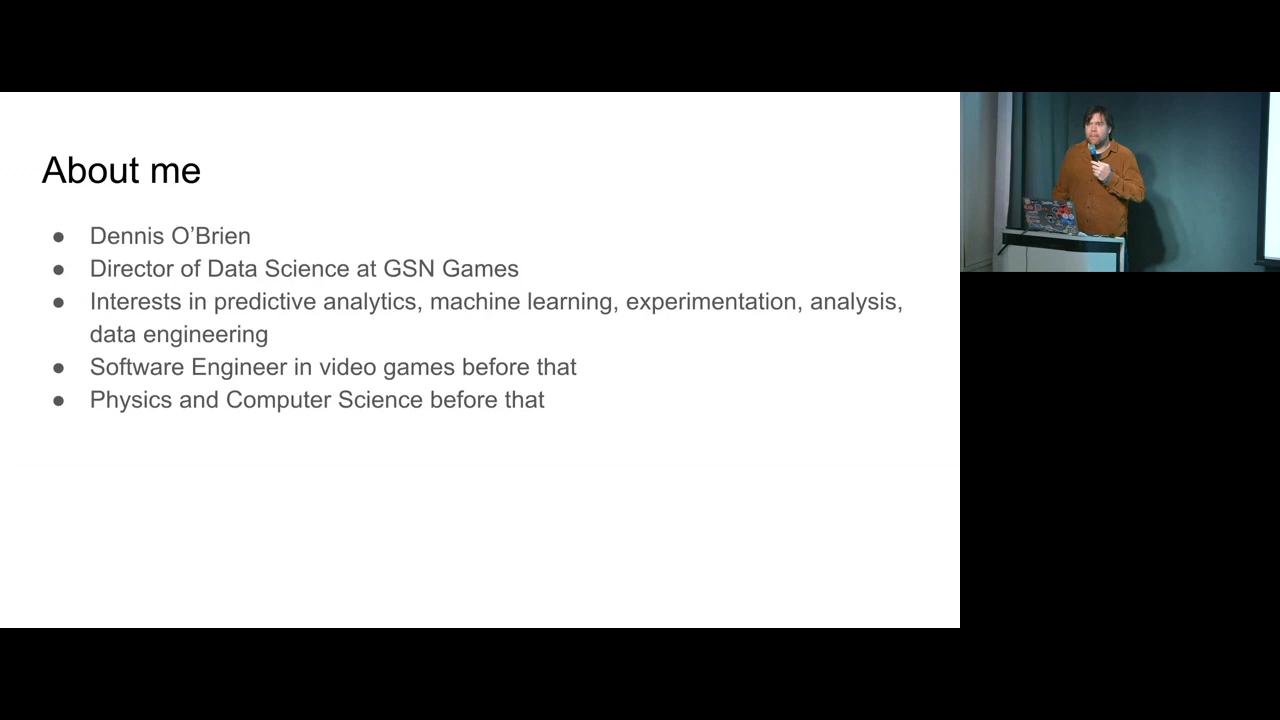 About me
● Dennis O’Brien
● Director of Data Science at GSN Games
● Interests in predictive analytics, machine learning, experimentation, analysis,
data engineering
● Software Engineer in video games before that
● Physics and Computer Science before that